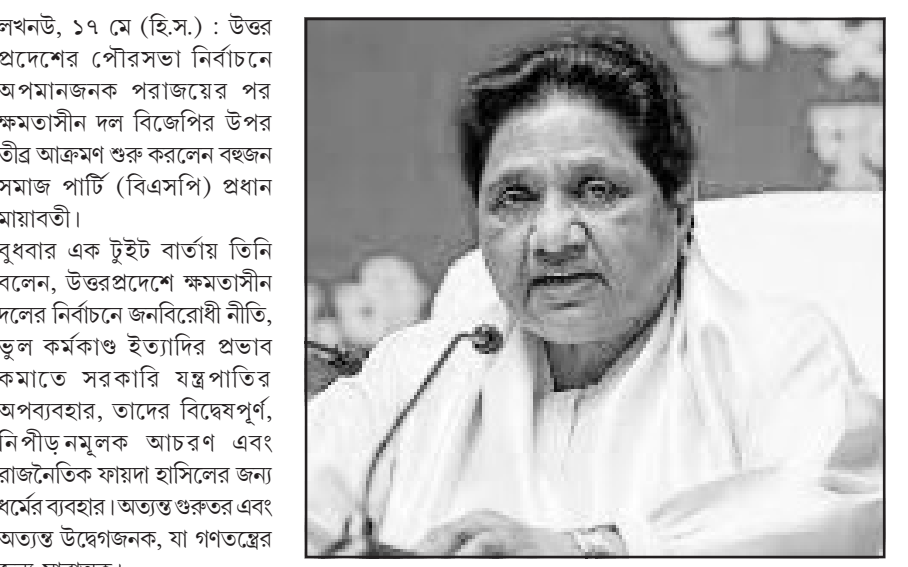 লখনউ, ১৭ মে (হি.স.) : উত্তর
প্রদেশের পৌরসভা নির্বাচনে
অপমানজনক পরাজয়ের পর
ক্ষমতাসীন দল বিজেপির উপর
তীব্র আক্রমণ শুরু করলেন বহুজন
সমাজ পার্টি (বিএসপি) প্রধান
মায়াবতী।
বুধবার এক টুইট বার্তায় তিনি
বলেন, উত্তরপ্রদেশে ক্ষমতাসীন
দলের নির্বাচনে জনবিরোধী নীতি,
ভুল কর্মকাণ্ড ইত্যাদির প্রভাব
কমাতে সরকারি যন্ত্রপাতির
অপব্যবহার, তাদের বিদ্বেষপূর্ণ,
নিপীড়নমূলক আচরণ এবং
রাজনৈতিক ফায়দা হাসিলের জন্য
ধর্মের ব্যবহার। অত্যন্ত গুরুতর এবং
অত্যন্ত উদ্বেগজনক, যা গণতন্ত্রের